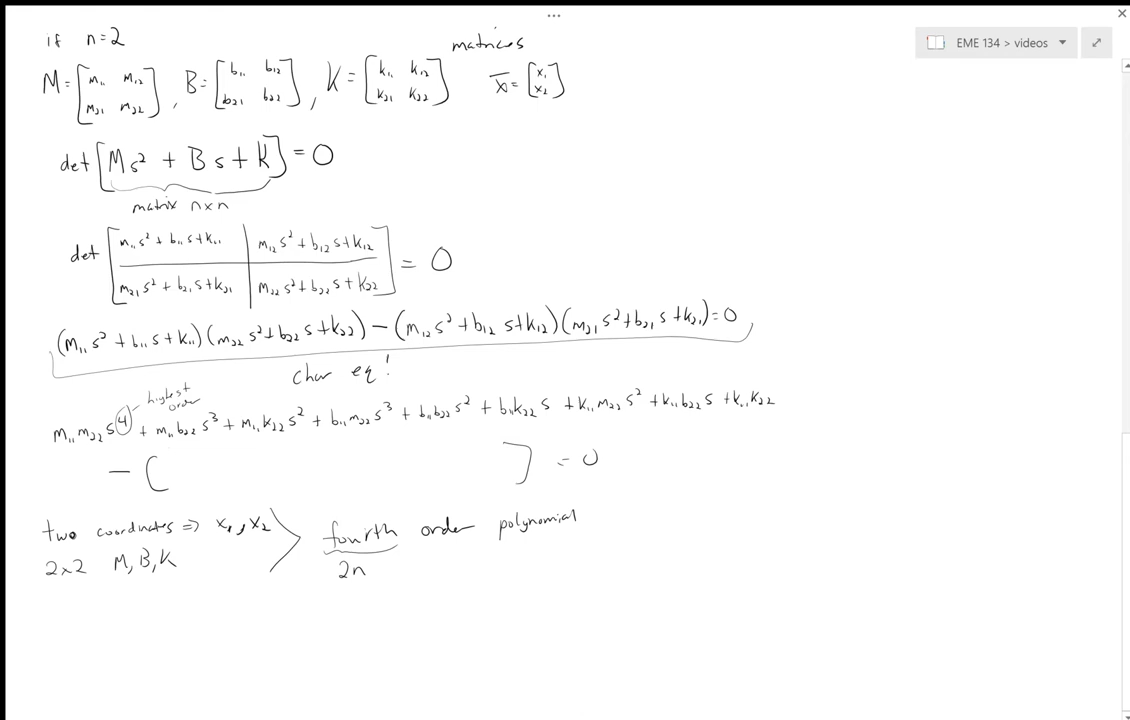 ...
EME 134 > videos
if n=2
matrices
M = [m₁₁ m₁₂; m₂₁ m₂₂], B = [b₁₁ b₁₂; b₂₁ b₂₂], K = [k₁₁ k₁₂; k₂₁ k₂₂] x̄ = [x₁; x₂]
det [Ms² + Bs + K] = 0
matrix n×n
det [m₁₁s² + b₁₁s + k₁₁ | m₁₂s² + b₁₂s + k₁₂
m₂₁s² + b₂₁s + k₂₁ | m₂₂s² + b₂₂s + k₂₂] = 0
(m₁₁s² + b₁₁s + k₁₁)(m₂₂s² + b₂₂s + k₂₂) − (m₁₂s² + b₁₂s + k₁₂)(m₂₁s² + b₂₁s + k₂₁) = 0
char eq!
highest
order
m₁₁m₂₂s⁴ + m₁₁b₂₂s³ + m₁₁k₂₂s² + b₁₁m₂₂s³ + b₁₁b₂₂s² + b₁₁k₂₂s + k₁₁m₂₂s² + k₁₁b₂₂s + k₁₁k₂₂
− [ ] = 0
two coordinates ⇒ x₁, x₂
2×2 M, B, K
fourth order polynomial
2n